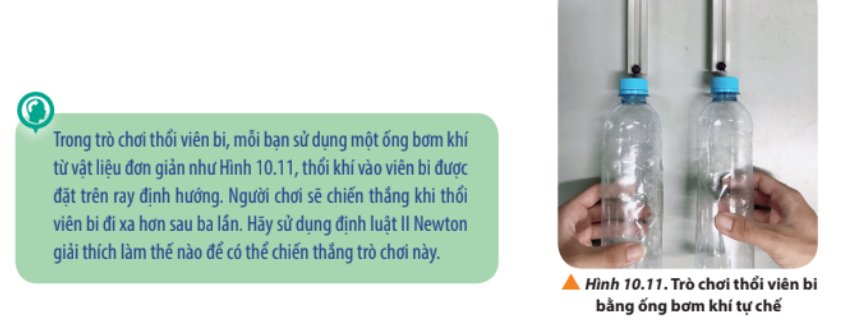 Trong trò chơi thổi viên bi, mỗi bạn sử dụng một ống bơm khí
từ vật liệu đơn giản như Hình 10.11, thổi khí vào viên bi được
đặt trên ray định hướng. Người chơi sẽ chiến thắng khi thổi
viên bi đi xa hơn sau ba lần. Hãy sử dụng định luật II Newton
giải thích làm thế nào để có thể chiến thắng trò chơi này.
Hình 10.11. Trò chơi thổi viên bi
bằng ống bơm khí tự chế